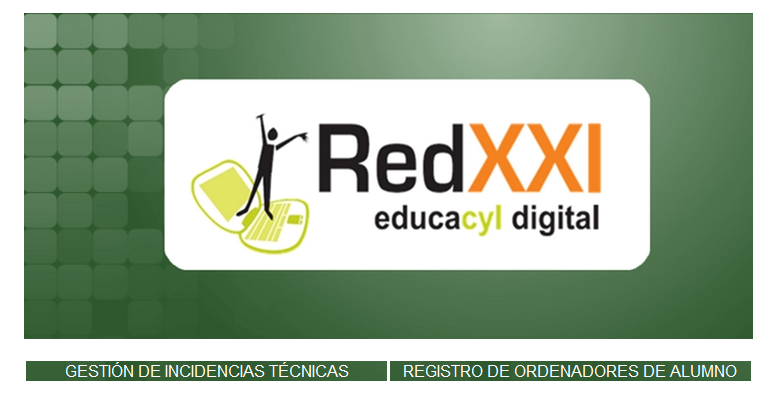 RedXXI
educacyl digital
GESTIÓN DE INCIDENCIAS TÉCNICAS
REGISTRO DE ORDENADORES DE ALUMNO